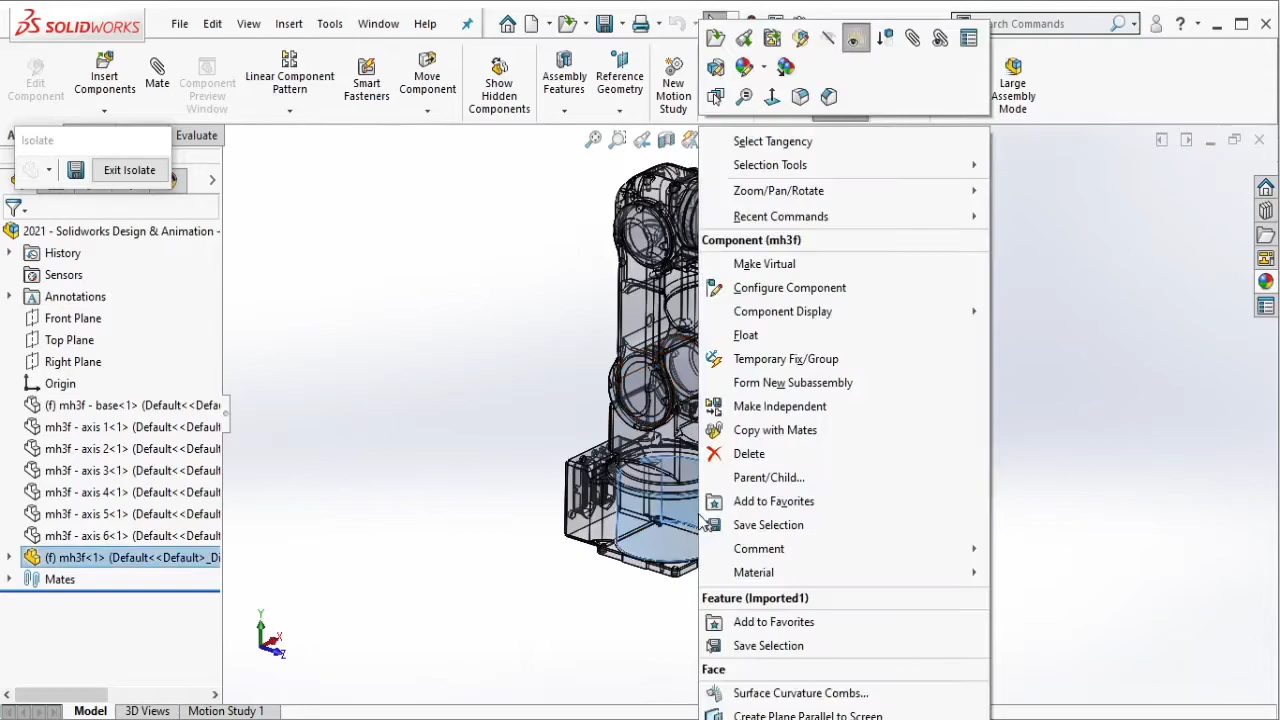 SOLIDWORKS
File Edit View Insert Tools Window Help
Search Commands
Edit Component
Insert Components
Mate
Component Preview Window
Linear Component Pattern
Smart Fasteners
Move Component
Show Hidden Components
Assembly Features
Reference Geometry
New Motion Study
Large Assembly Mode
Evaluate
Isolate
Exit Isolate
2021 - Solidworks Design & Animation -
History
Sensors
Annotations
Front Plane
Top Plane
Right Plane
Origin
(f) mh3f - base<1> (Default<<Defa
mh3f - axis 1<1> (Default<<Default
mh3f - axis 2<1> (Default<<Default
mh3f - axis 3<1> (Default<<Default
mh3f - axis 4<1> (Default<<Default
mh3f - axis 5<1> (Default<<Default
mh3f - axis 6<1> (Default<<Default
(f) mh3f<1> (Default<<Default>_Di
Mates
Y
X
Z
Model 3D Views Motion Study 1
Select Tangency
Selection Tools
Zoom/Pan/Rotate
Recent Commands
Component (mh3f)
Make Virtual
Configure Component
Component Display
Float
Temporary Fix/Group
Form New Subassembly
Make Independent
Copy with Mates
Delete
Parent/Child...
Add to Favorites
Save Selection
Comment
Material
Feature (Imported1)
Add to Favorites
Save Selection
Face
Surface Curvature Combs...
Create Plane Parallel to Screen